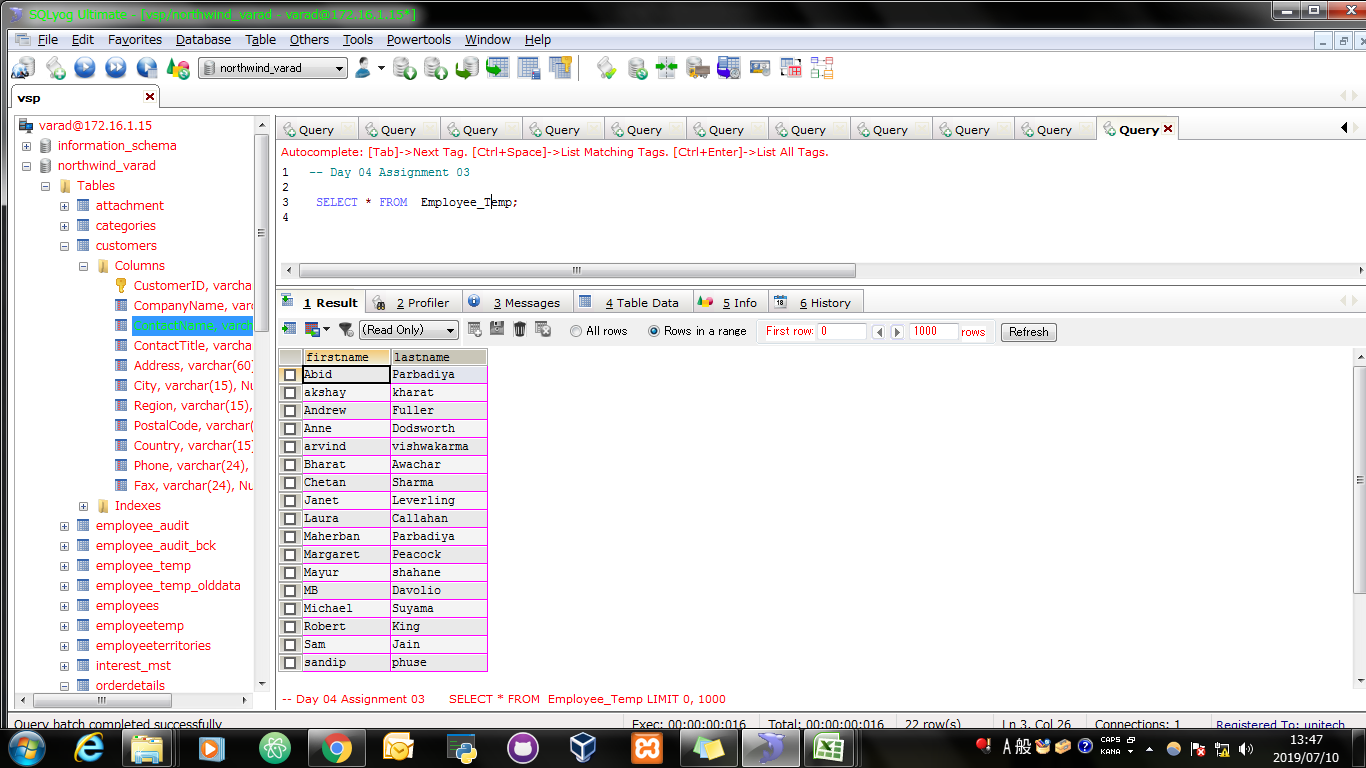 SQLyog Ultimate - [vsp/northwind_varad - varad@172.16.1.15*]
File Edit Favorites Database Table Others Tools Powertools Window Help
northwind_varad
vsp
varad@172.16.1.15
information_schema
northwind_varad
Tables
attachment
categories
customers
Columns
CustomerID, varcha
CompanyName, varc
ContactName, varch
ContactTitle, varcha
Address, varchar(60)
City, varchar(15), Nu
Region, varchar(15),
PostalCode, varchar(
Country, varchar(15)
Phone, varchar(24),
Fax, varchar(24), Nu
Indexes
employee_audit
employee_audit_bck
employee_temp
employee_temp_olddata
employees
employeetemp
employeeterritories
interest_mst
orderdetails
Query Query Query Query Query Query Query Query Query Query Query
Autocomplete: [Tab]->Next Tag. [Ctrl+Space]->List Matching Tags. [Ctrl+Enter]->List All Tags.
1 -- Day 04 Assignment 03
2
3 SELECT * FROM Employee_Temp;
4
1 Result 2 Profiler 3 Messages 4 Table Data 5 Info 6 History
(Read Only) All rows Rows in a range First row: 0 1000 rows Refresh
firstname lastname
Abid Parbadiya
akshay kharat
Andrew Fuller
Anne Dodsworth
arvind vishwakarma
Bharat Awachar
Chetan Sharma
Janet Leverling
Laura Callahan
Maherban Parbadiya
Margaret Peacock
Mayur shahane
MB Davolio
Michael Suyama
Robert King
Sam Jain
sandip phuse
-- Day 04 Assignment 03 SELECT * FROM Employee_Temp LIMIT 0, 1000
Query batch completed successfully Exec: 00:00:00:016 Total: 00:00:00:016 22 row(s) Ln 3, Col 26 Connections: 1 Registered To: unitech
A 般 CAPS KANA 13:47
2019/07/10